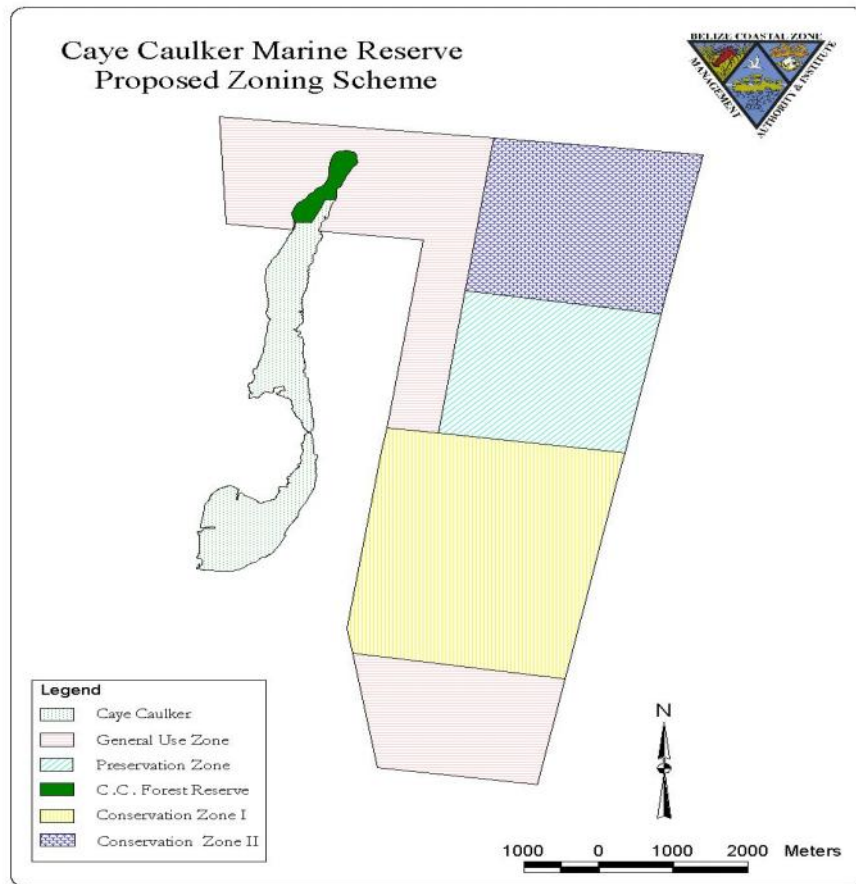 Caye Caulker Marine Reserve
Proposed Zoning Scheme
BELIZE COASTAL ZONE
MANAGEMENT
AUTHORITY & INSTITUTE
Legend
Caye Caulker
General Use Zone
Preservation Zone
C.C. Forest Reserve
Conservation Zone I
Conservation Zone II
N
1000 0 1000 2000 Meters